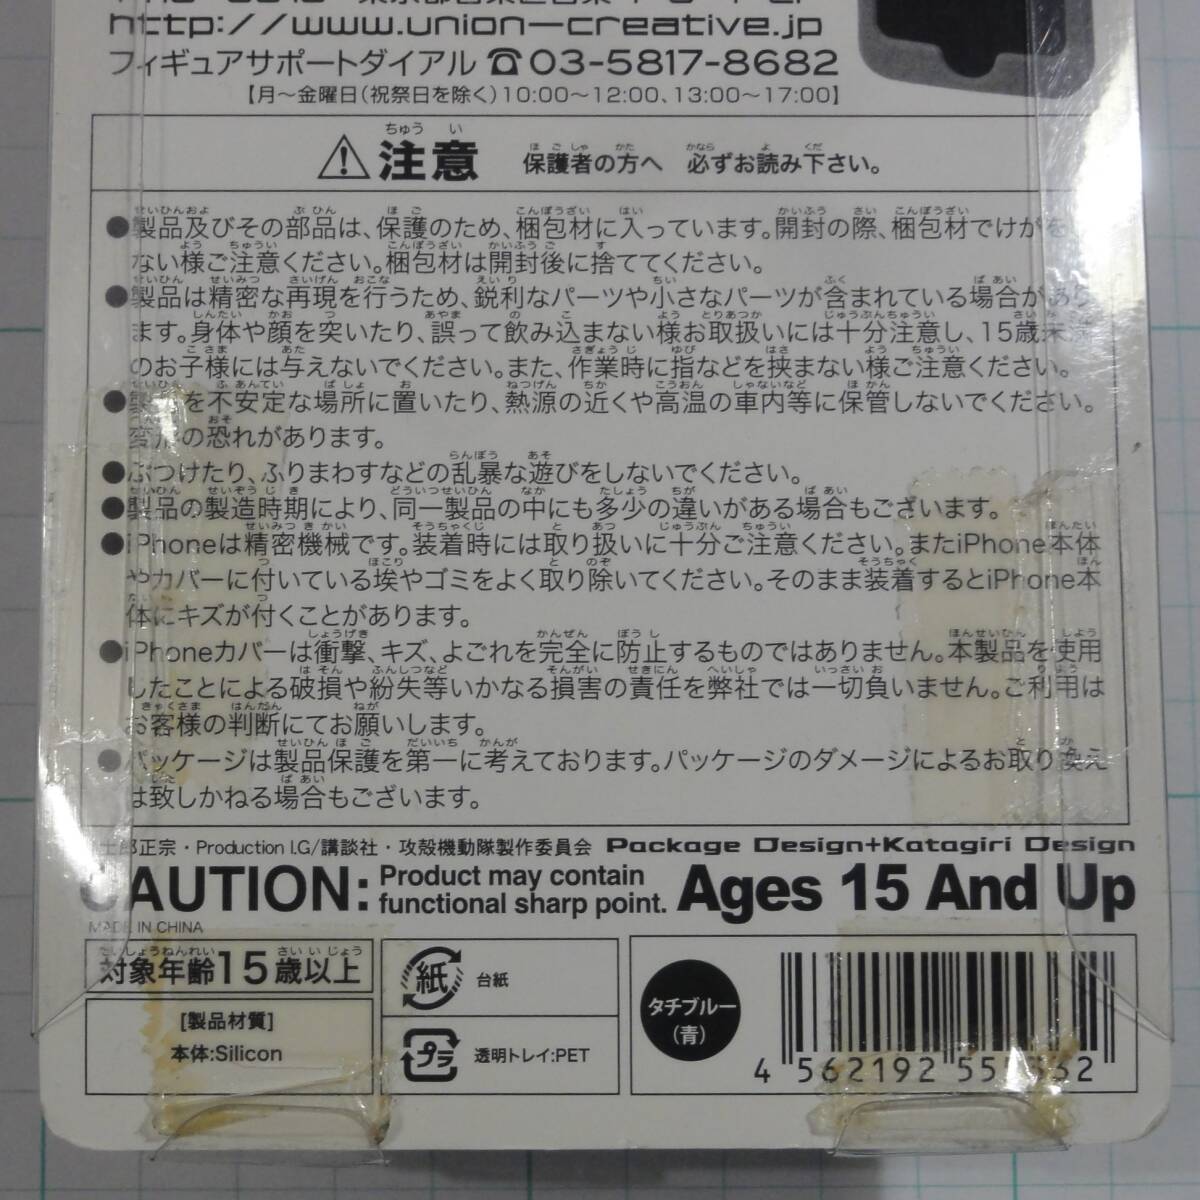 http://www.union-creative.jp
フィギュアサポートダイアル ☎03-5817-8682
【月～金曜日(祝祭日を除く)10:00～12:00、13:00～17:00】
ちゅう い
⚠注意 保護者の方へ 必ずお読み下さい。
●製品及びその部品は、保護のため、梱包材に入っています。開封の際、梱包材でけがを
ない様ご注意ください。梱包材は開封後に捨ててください。
●製品は精密な再現を行うため、鋭利なパーツや小さなパーツが含まれている場合があり
ます。身体や顔を突いたり、誤って飲み込まない様お取扱いには十分注意し、15歳未満
のお子様には与えないでください。また、作業時に指などを挟まない様ご注意ください。
●製品を不安定な場所に置いたり、熱源の近くや高温の車内等に保管しないでください。
変形の恐れがあります。
●ぶつけたり、ふりまわすなどの乱暴な遊びをしないでください。
●製品の製造時期により、同一製品の中にも多少の違いがある場合もございます。
●iPhoneは精密機械です。装着時には取り扱いに十分ご注意ください。またiPhone本体
やカバーに付いている埃やゴミをよく取り除いてください。そのまま装着するとiPhone本
体にキズが付くことがあります。
●iPhoneカバーは衝撃、キズ、よごれを完全に防止するものではありません。本製品を使用
したことによる破損や紛失等いかなる損害の責任を弊社では一切負いません。ご利用は
お客様の判断にてお願いします。
●パッケージは製品保護を第一に考えております。パッケージのダメージによるお取り換え
は致しかねる場合もございます。
士郎正宗・Production I.G/講談社・攻殻機動隊製作委員会 Package Design+Katagiri Design
CAUTION: Product may contain functional sharp point. Ages 15 And Up
MADE IN CHINA
たいしょうねんれい さい い じょう
対象年齢15歳以上
[製品材質]
本体:Silicon
紙 台紙
プラ 透明トレイ:PET
タチブルー
(青)
4 562192